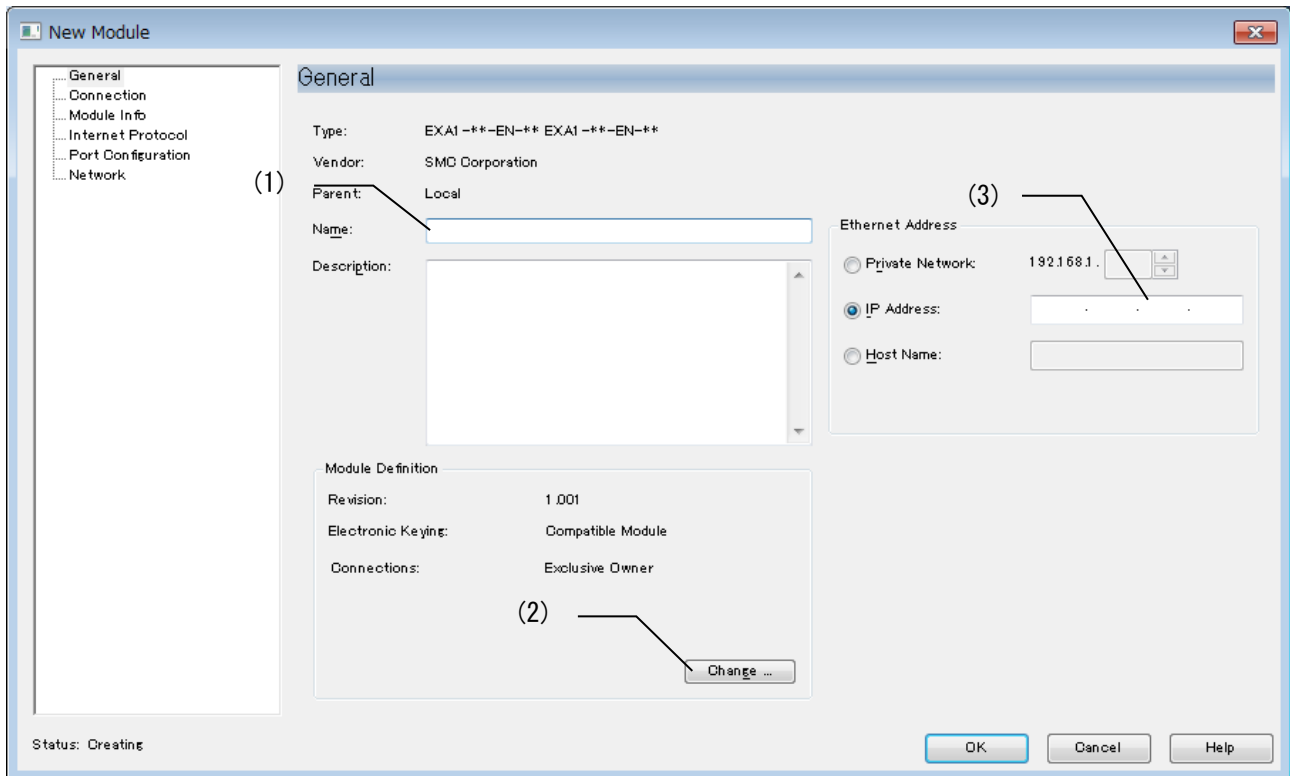 New Module
General
Connection
Module Info
Internet Protocol
Port Configuration
Network
General
Type: EXA1-**-EN-** EXA1-**-EN-**
Vendor: SMC Corporation
(1)
Parent: Local
Name:
Description:
(3)
Ethernet Address
Private Network: 192.168.1.
IP Address: . . .
Host Name:
Module Definition
Revision: 1.001
Electronic Keying: Compatible Module
Connections: Exclusive Owner
(2)
Change ...
Status: Creating
OK Cancel Help